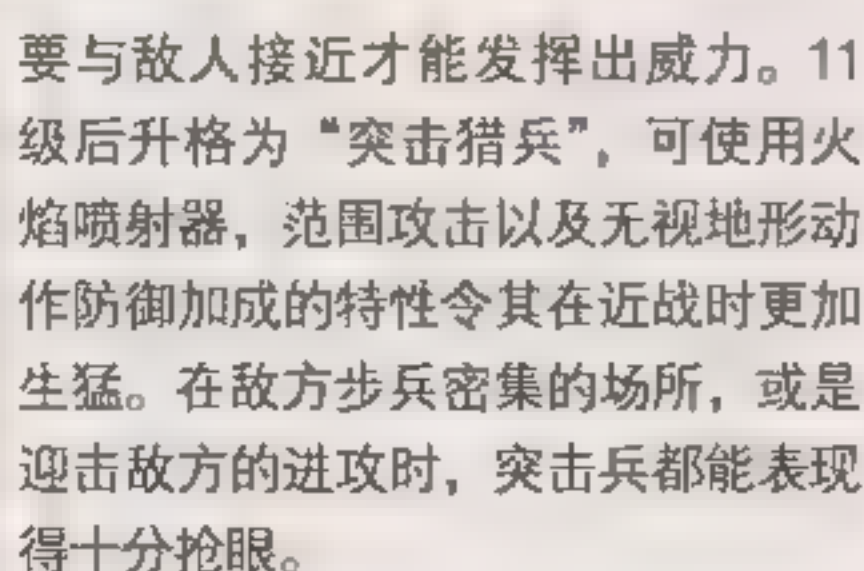 要与敌人接近才能发挥出威力。11
级后升格为“突击猎兵”，可使用火
焰喷射器，范围攻击以及无视地形动
作防御加成的特性令其在近战时更加
生猛。在敌方步兵密集的场所，或是
迎击敌方的进攻时，突击兵都能表现
得十分抢眼。